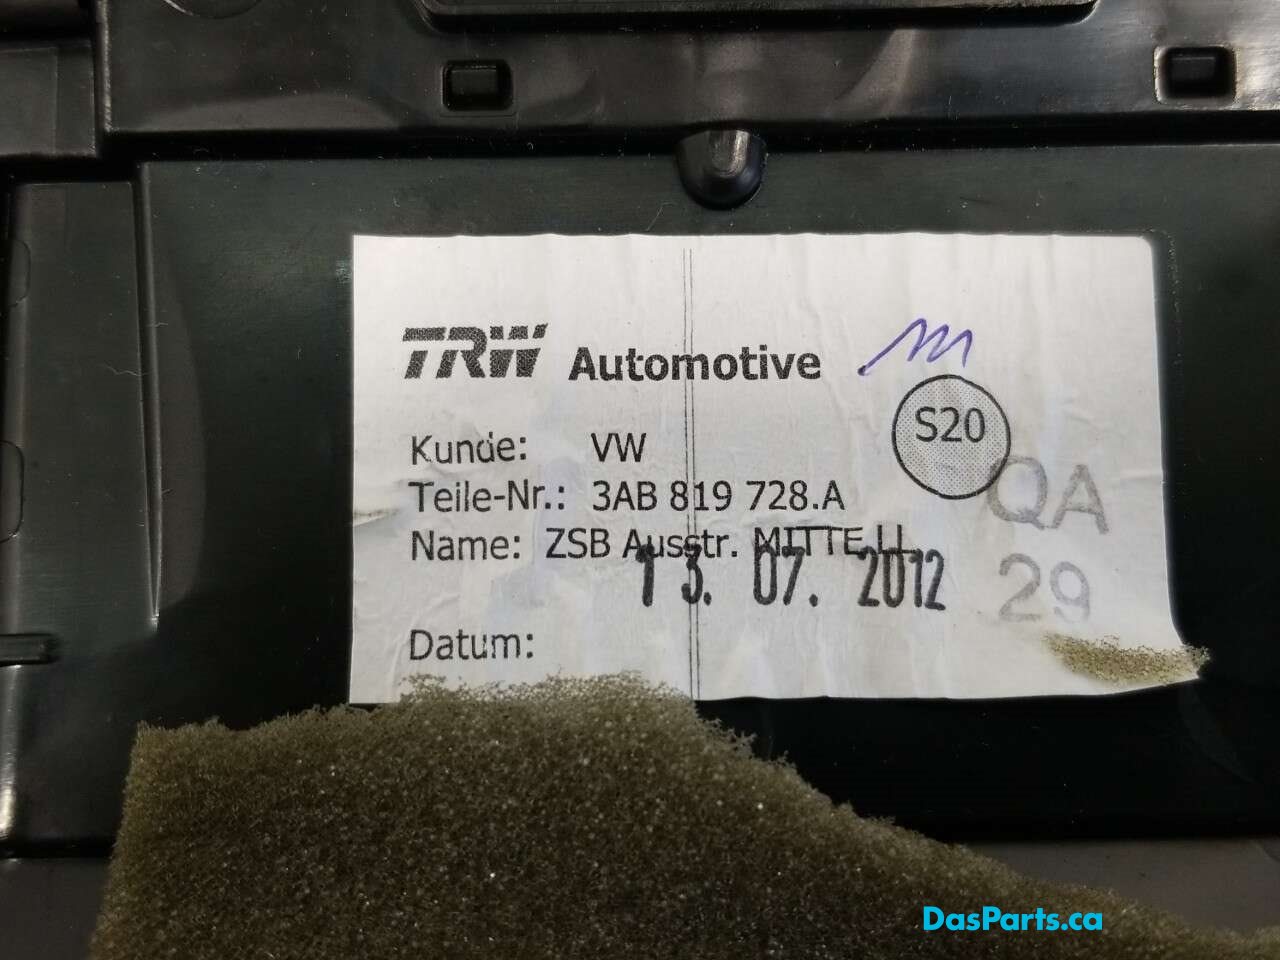 TRW Automotive
S20
Kunde: VW
Teile-Nr.: 3AB 819 728.A
QA
Name: ZSB Ausstr. MITTE LL
13. 07. 2012
29
Datum:
DasParts.ca